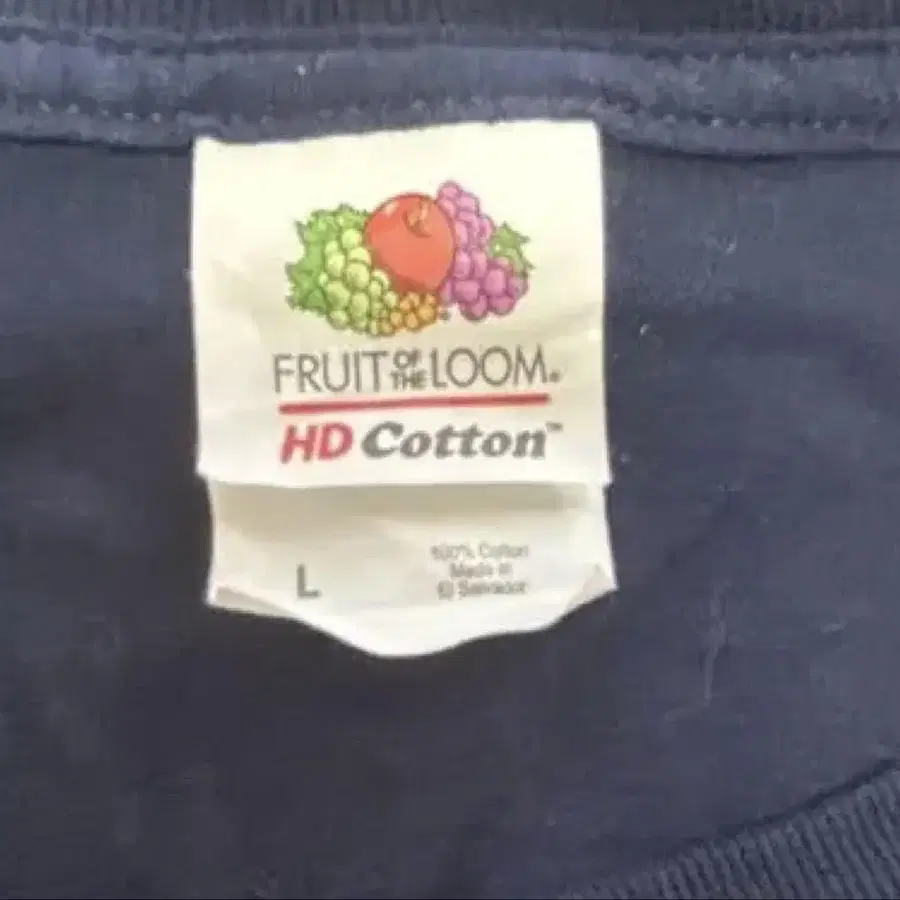 FRUIT OF THE LOOM®
HD Cotton™
L
100% Cotton
Made in
El Salvador